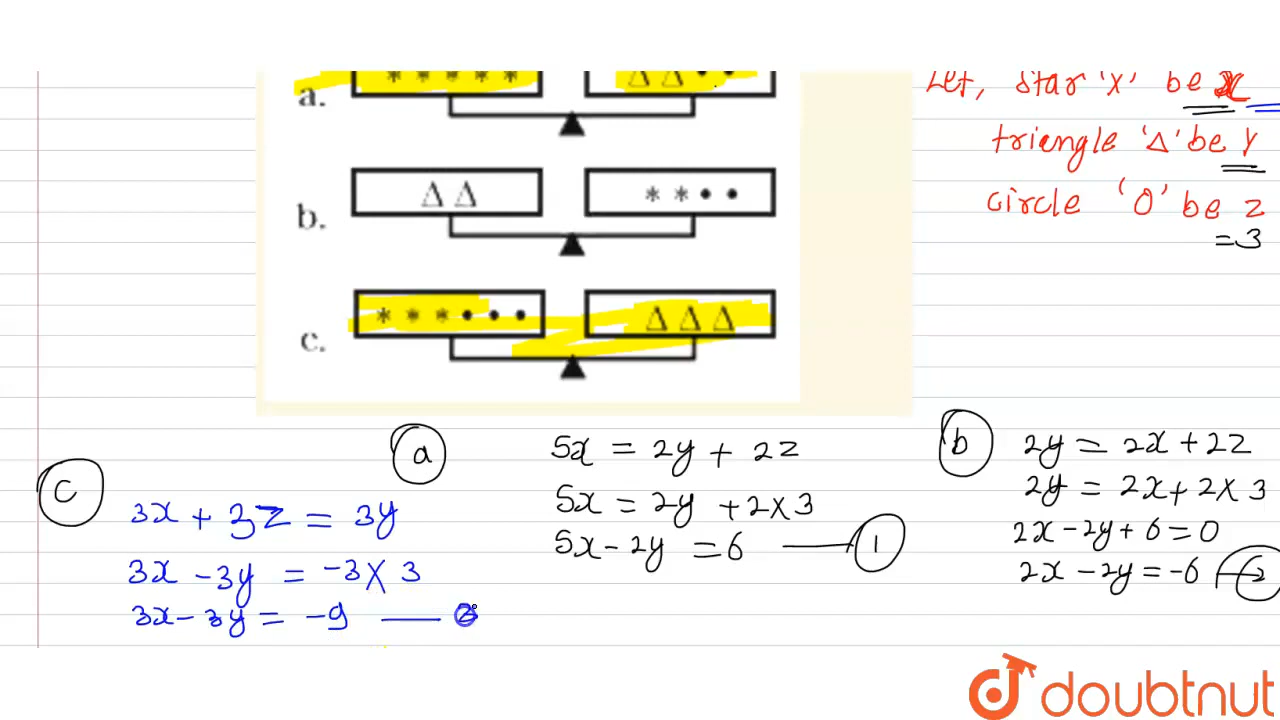 a. * * * * * Δ Δ • •
Let, star 'x' be x
triangle 'Δ' be y
circle 'O' be z
= 3
b. Δ Δ * * • •
c. * * * • • • Δ Δ Δ
a
5x = 2y + 2z
5x = 2y + 2×3
5x - 2y = 6 — 1
b
2y = 2x + 2z
2y = 2x + 2×3
2x - 2y + 6 = 0
2x - 2y = -6 — 2
c
3x + 3z = 3y
3x - 3y = -3×3
3x - 3y = -9 —
doubtnut